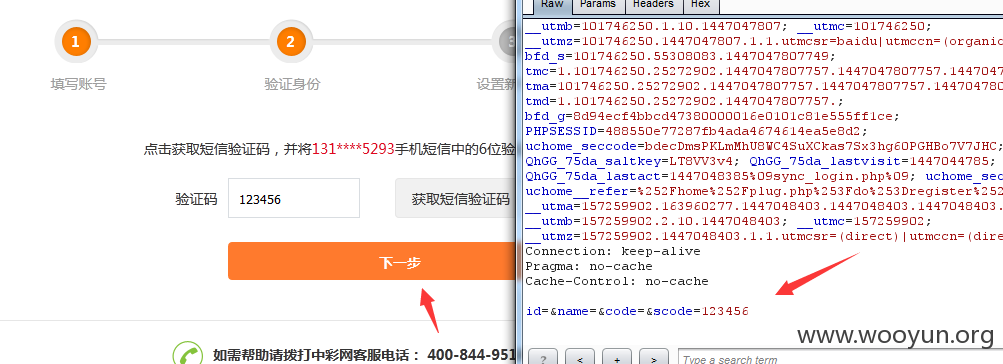 1
2
3
填写账号
验证身份
设置新
点击获取短信验证码，并将131****5293手机短信中的6位验
验证码
123456
获取短信验证码
下一步
如需帮助请拨打中彩网客服电话： 400-844-951
Raw Params Headers Hex
__utmb=101746250.1.10.1447047807; __utmc=101746250;
__utmz=101746250.1447047807.1.1.utmcsr=baidu|utmccn=(organic
bfd_s=101746250.55308083.1447047807749;
tmc=1.101746250.25272902.1447047807757.1447047807757.1447047
tma=101746250.25272902.1447047807757.1447047807757.144704780
tmd=1.101746250.25272902.1447047807757.;
bfd_g=8d94ecf4bbcd47380000016e0101c81e555ff1ce;
PHPSESSID=488550e77287fb4ada4674614ea5e8d2;
uchome_seccode=bdecDmsPKLmMhU8WC4SuXCkas7Sx3hg6OPGHBo7V7JHC;
QhGG_75da_saltkey=LT8VV3v4; QhGG_75da_lastvisit=1447044785;
QhGG_75da_lastact=1447048385%09sync_login.php%09; uchome_sec
uchome__refer=%252Fhome%252Fplug.php%253Fdo%253Dregister%252
__utma=157259902.163960277.1447048403.1447048403.1447048403.
__utmb=157259902.2.10.1447048403; __utmc=157259902;
__utmz=157259902.1447048403.1.1.utmcsr=(direct)|utmccn=(dire
Connection: keep-alive
Pragma: no-cache
Cache-Control: no-cache
id=&name=&code=&scode=123456
www.wooyun.org
? < + > Type a search term